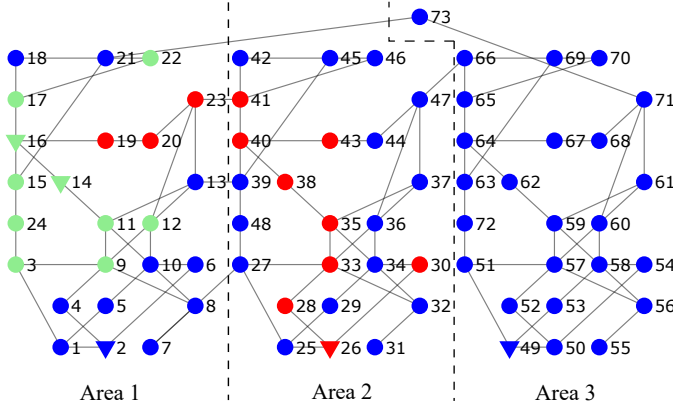 73
18 21 22 42 45 46 66 69 70
17 23 41 47 65 71
16 19 20 40 43 44 64 67 68
15 14 13 39 38 37 63 62 61
24 11 12 48 35 36 72 59 60
3 9 10 6 27 33 34 30 51 57 58 54
4 5 8 28 29 32 52 53 56
1 2 7 25 26 31 49 50 55
Area 1 Area 2 Area 3